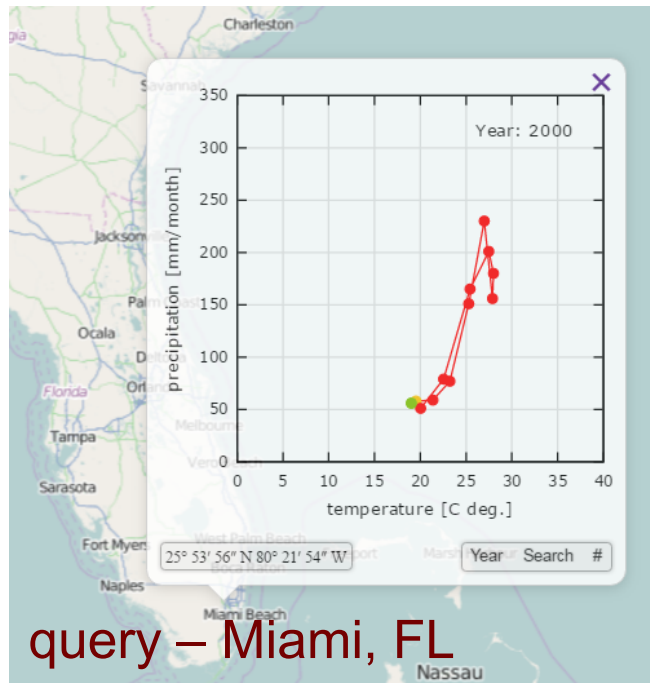 gia
Charleston
Savannah
350
Year: 2000
300
250
precipitation [mm/month]
Jacksonville
200
Palm Coast
150
Ocala
Deltona
100
Florida
Orlando
50
Melbourne
Tampa
Vero Beach
0
0 5 10 15 20 25 30 35 40
Sarasota
temperature [C deg.]
West Palm Beach
Fort Myers
25° 53′ 56″ N 80° 21′ 54″ W
Year Search #
Boca Raton
Marsh Harbour
Naples
Miami Beach
query – Miami, FL
Nassau